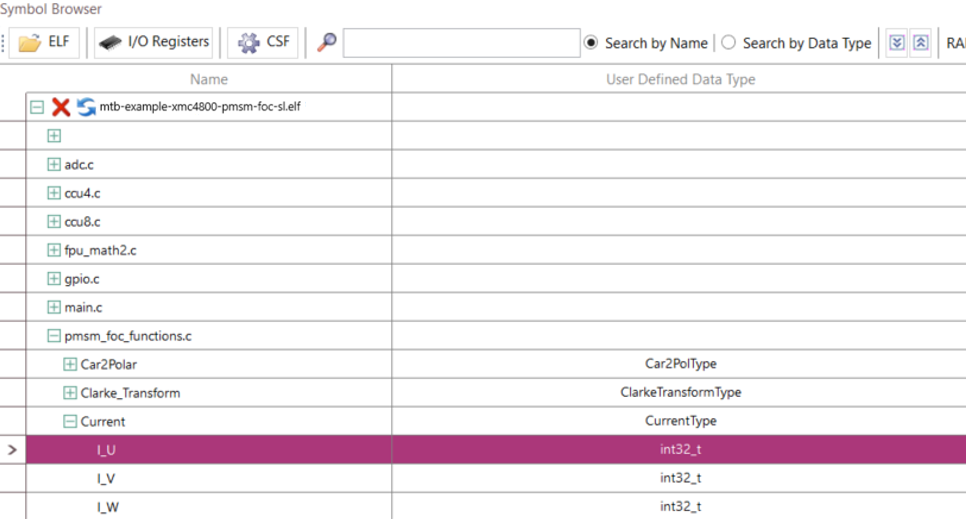 Symbol Browser
ELF I/O Registers CSF Search by Name Search by Data Type
Name User Defined Data Type
mtb-example-xmc4800-pmsm-foc-sl.elf
adc.c
ccu4.c
ccu8.c
fpu_math2.c
gpio.c
main.c
pmsm_foc_functions.c
Car2Polar Car2PolType
Clarke_Transform ClarkeTransformType
Current CurrentType
I_U int32_t
I_V int32_t
I_W int32_t